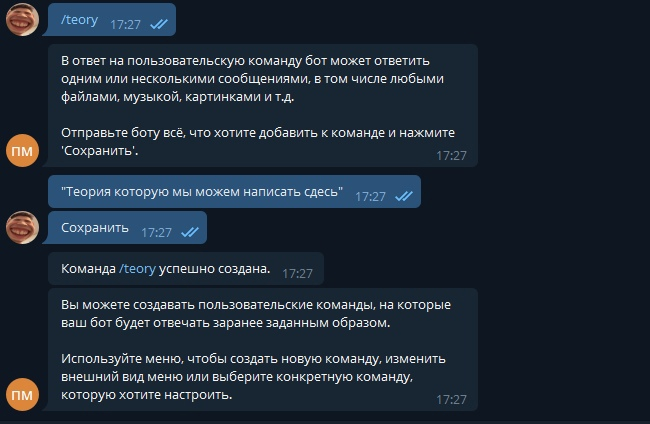 /teory 17:27
В ответ на пользовательскую команду бот может ответить
одним или несколькими сообщениями, в том числе любыми
файлами, музыкой, картинками и т.д.
Отправьте боту всё, что хотите добавить к команде и нажмите
'Сохранить'.
17:27
ПМ
"Теория которую мы можем написать сдесь" 17:27
Сохранить 17:27
Команда /teory успешно создана. 17:27
Вы можете создавать пользовательские команды, на которые
ваш бот будет отвечать заранее заданным образом.
Используйте меню, чтобы создать новую команду, изменить
внешний вид меню или выберите конкретную команду,
которую хотите настроить.
17:27
ПМ